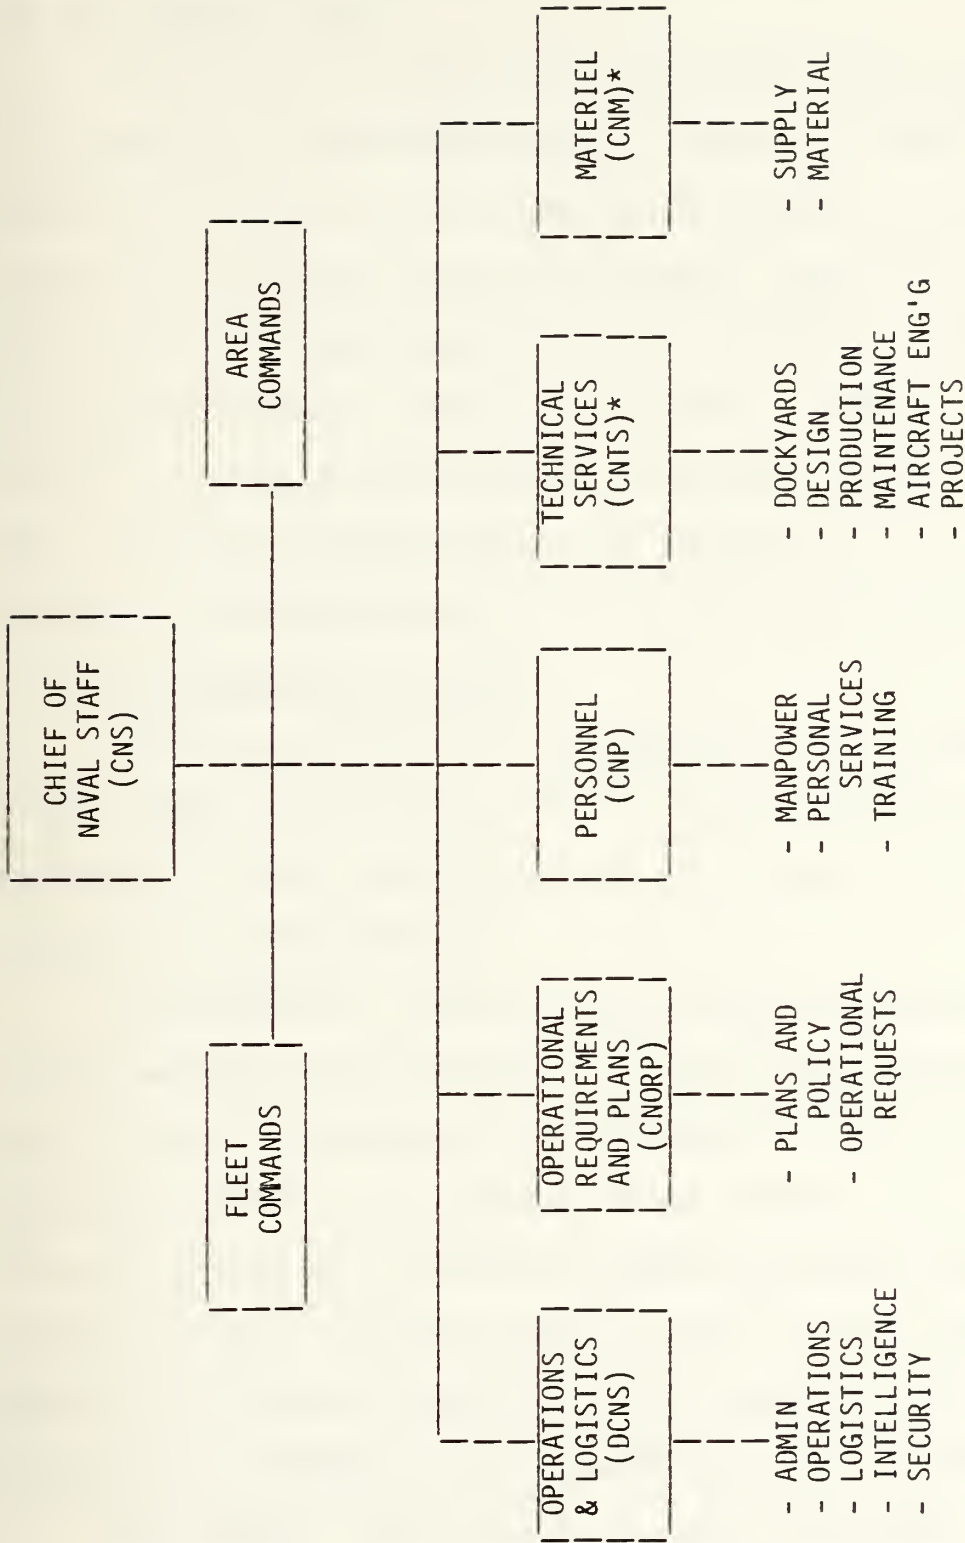 CHIEF OF
NAVAL STAFF
(CNS)
FLEET
COMMANDS
AREA
COMMANDS
OPERATIONS
& LOGISTICS
(DCNS)
- ADMIN
- OPERATIONS
- LOGISTICS
- INTELLIGENCE
- SECURITY
OPERATIONAL
REQUIREMENTS
AND PLANS
(CNORP)
- PLANS AND
POLICY
- OPERATIONAL
REQUESTS
PERSONNEL
(CNP)
- MANPOWER
- PERSONAL
SERVICES
- TRAINING
TECHNICAL
SERVICES
(CNTS)*
- DOCKYARDS
- DESIGN
- PRODUCTION
- MAINTENANCE
- AIRCRAFT ENG'G
- PROJECTS
MATERIEL
(CNM)*
- SUPPLY
- MATERIAL